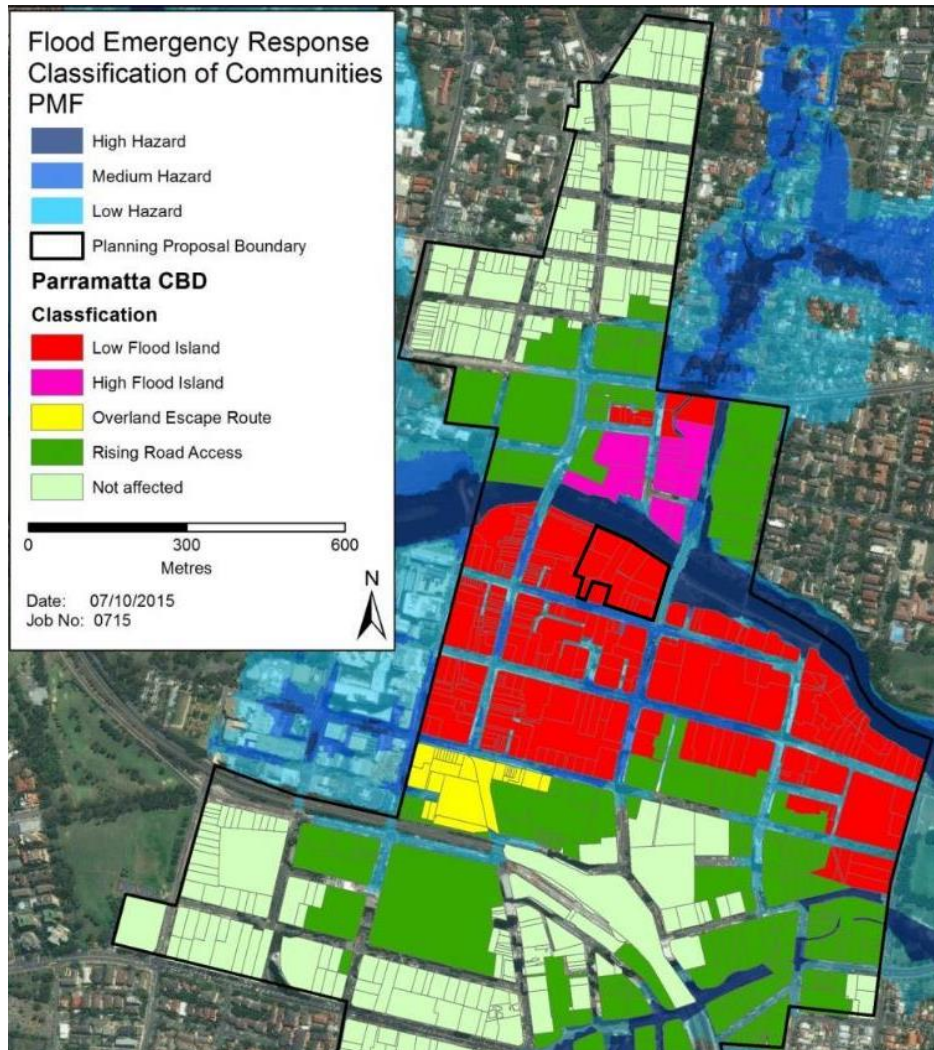 Flood Emergency Response
Classification of Communities
PMF
High Hazard
Medium Hazard
Low Hazard
Planning Proposal Boundary
Parramatta CBD
Classfication
Low Flood Island
High Flood Island
Overland Escape Route
Rising Road Access
Not affected
0 300 600
Metres
N
Date: 07/10/2015
Job No: 0715